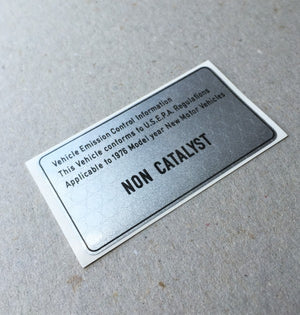 Vehicle Emission Control Information
This Vehicle conforms to U.S.E.P.A. Regulations
Applicable to 1976 Model year New Motor Vehicles
NON CATALYST